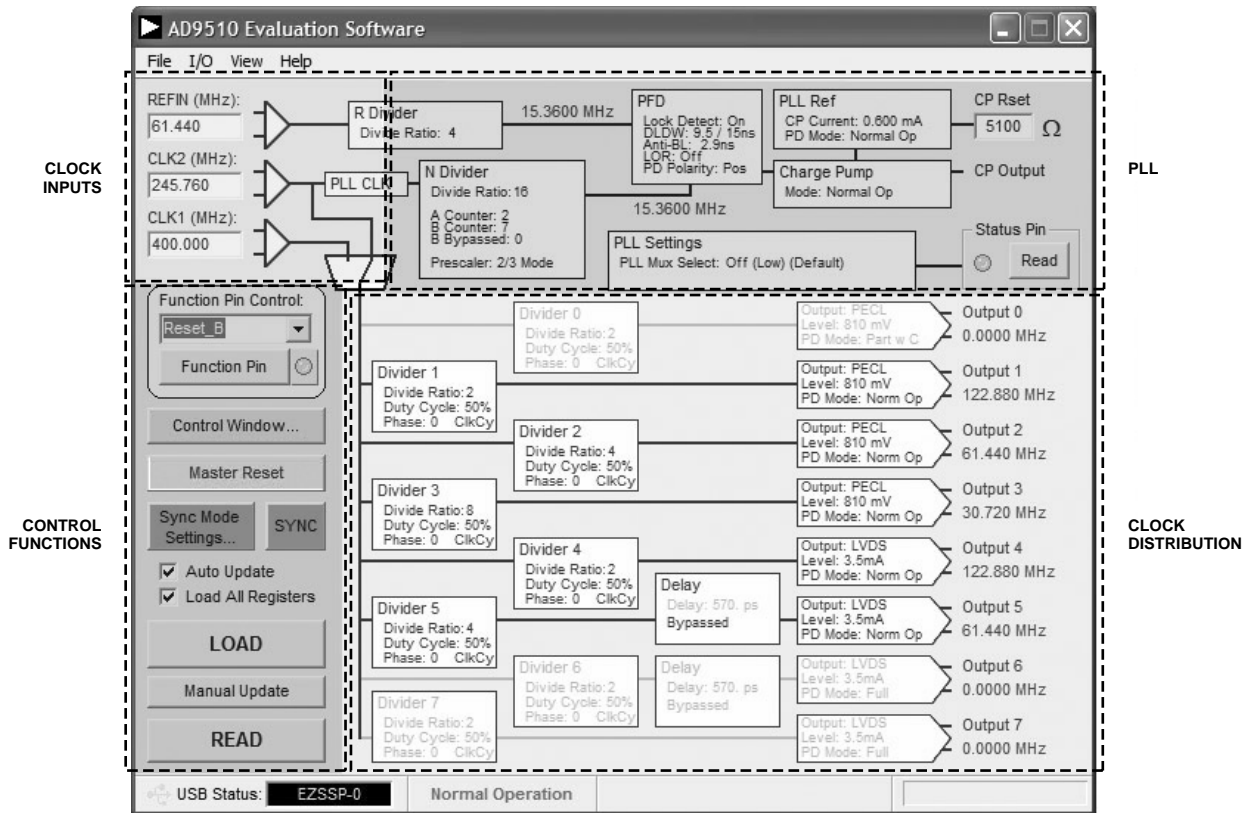 AD9510 Evaluation Software
File I/O View Help
CLOCK
INPUTS
REFIN (MHz):
61.440
CLK2 (MHz):
245.760
CLK1 (MHz):
400.000
R Divider
Divide Ratio: 4
15.3600 MHz
PLL CLK
N Divider
Divide Ratio: 16
A Counter: 2
B Counter: 7
B Bypassed: 0
Prescaler: 2/3 Mode
PFD
Lock Detect: On
DLDW: 9.5 / 15ns
Anti-BL: 2.9ns
LOR: Off
PD Polarity: Pos
15.3600 MHz
PLL Ref
CP Current: 0.600 mA
PD Mode: Normal Op
Charge Pump
Mode: Normal Op
CP Rset
5100 Ω
CP Output
PLL Settings
PLL Mux Select: Off (Low) (Default)
Status Pin
Read
PLL
CONTROL
FUNCTIONS
Function Pin Control:
Reset_B
Function Pin
Control Window...
Master Reset
Sync Mode
Settings...
SYNC
Auto Update
Load All Registers
LOAD
Manual Update
READ
Divider 0
Divide Ratio: 2
Duty Cycle: 50%
Phase: 0 ClkCy
Output: PECL
Level: 810 mV
PD Mode: Part w C
Output 0
0.0000 MHz
Divider 1
Divide Ratio: 2
Duty Cycle: 50%
Phase: 0 ClkCy
Output: PECL
Level: 810 mV
PD Mode: Norm Op
Output 1
122.880 MHz
Divider 2
Divide Ratio: 4
Duty Cycle: 50%
Phase: 0 ClkCy
Output: PECL
Level: 810 mV
PD Mode: Norm Op
Output 2
61.440 MHz
Divider 3
Divide Ratio: 8
Duty Cycle: 50%
Phase: 0 ClkCy
Output: PECL
Level: 810 mV
PD Mode: Norm Op
Output 3
30.720 MHz
Divider 4
Divide Ratio: 2
Duty Cycle: 50%
Phase: 0 ClkCy
Output: LVDS
Level: 3.5mA
PD Mode: Norm Op
Output 4
122.880 MHz
Divider 5
Divide Ratio: 4
Duty Cycle: 50%
Phase: 0 ClkCy
Delay
Delay: 570. ps
Bypassed
Output: LVDS
Level: 3.5mA
PD Mode: Norm Op
Output 5
61.440 MHz
Divider 6
Divide Ratio: 2
Duty Cycle: 50%
Phase: 0 ClkCy
Delay
Delay: 570. ps
Bypassed
Output: LVDS
Level: 3.5mA
PD Mode: Full
Output 6
0.0000 MHz
Divider 7
Divide Ratio: 2
Duty Cycle: 50%
Phase: 0 ClkCy
Output: LVDS
Level: 3.5mA
PD Mode: Full
Output 7
0.0000 MHz
CLOCK
DISTRIBUTION
USB Status: EZSSP-0
Normal Operation